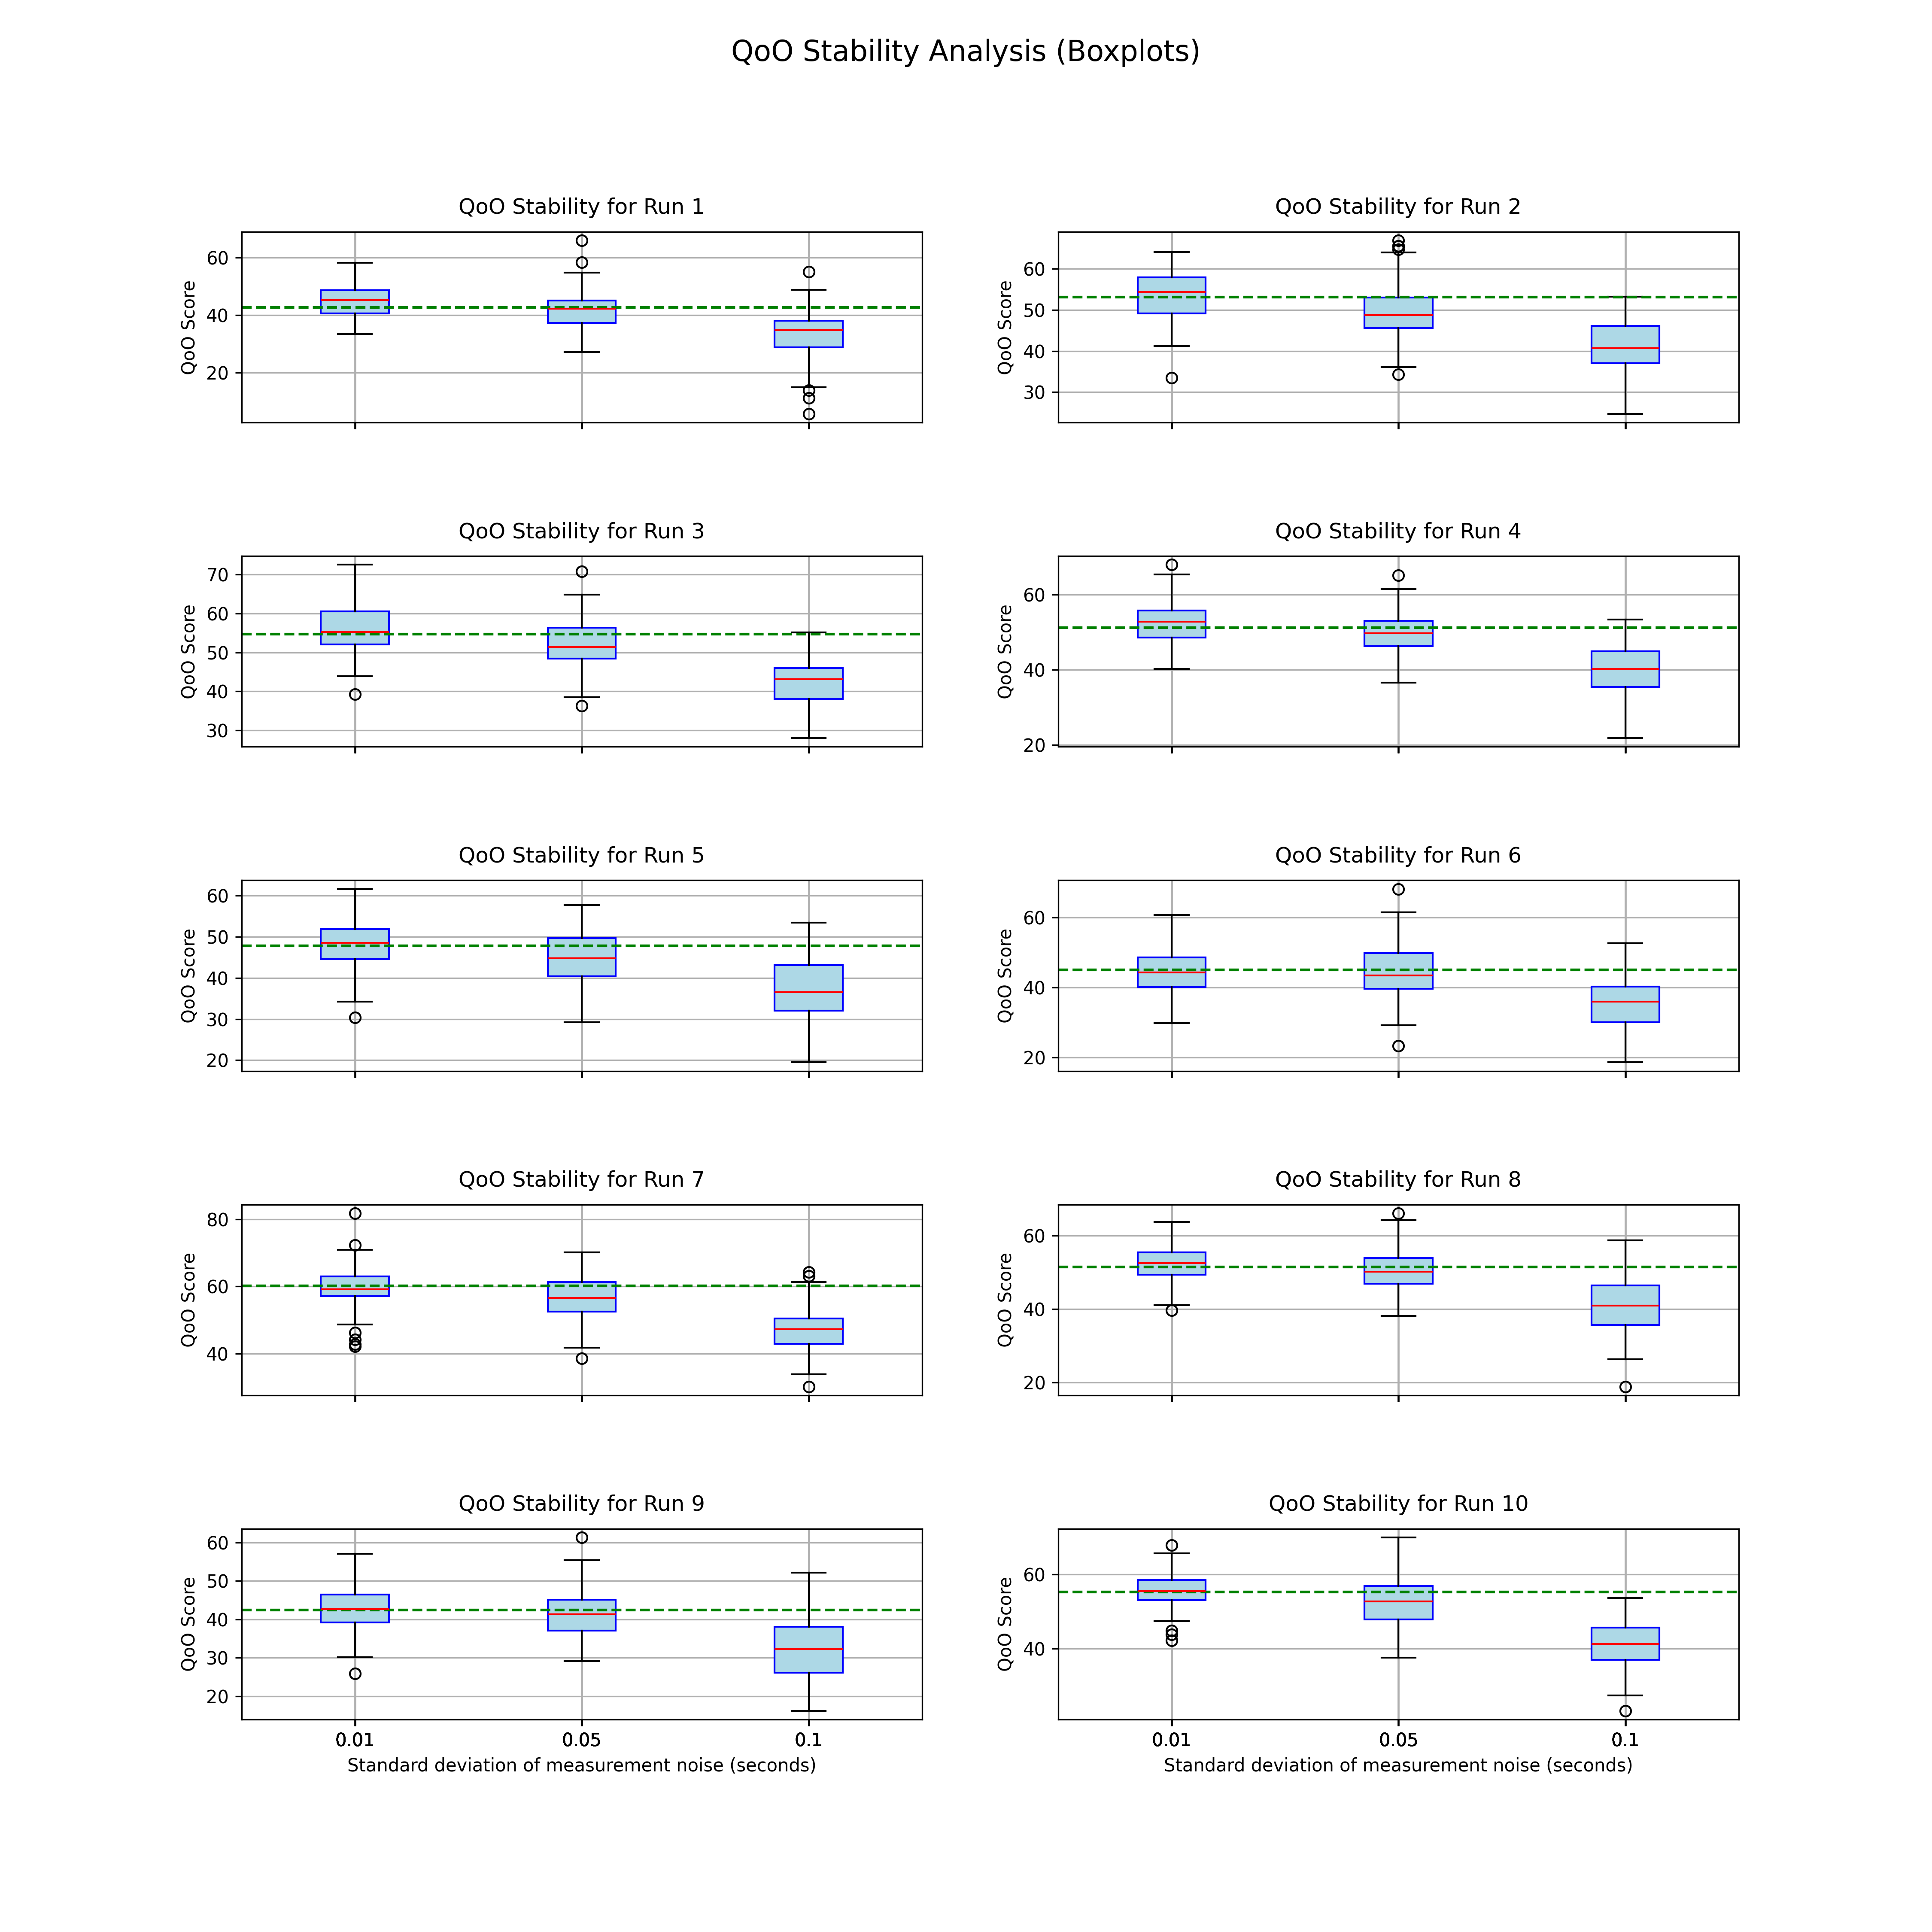 QoO Stability Analysis (Boxplots)
QoO Stability for Run 1
QoO Score
60
40
20
QoO Stability for Run 2
QoO Score
60
50
40
30
QoO Stability for Run 3
QoO Score
70
60
50
40
30
QoO Stability for Run 4
QoO Score
60
40
20
QoO Stability for Run 5
QoO Score
60
50
40
30
20
QoO Stability for Run 6
QoO Score
60
40
20
QoO Stability for Run 7
QoO Score
80
60
40
QoO Stability for Run 8
QoO Score
60
40
20
QoO Stability for Run 9
QoO Score
60
50
40
30
20
0.01 0.05 0.1
Standard deviation of measurement noise (seconds)
QoO Stability for Run 10
QoO Score
60
40
0.01 0.05 0.1
Standard deviation of measurement noise (seconds)